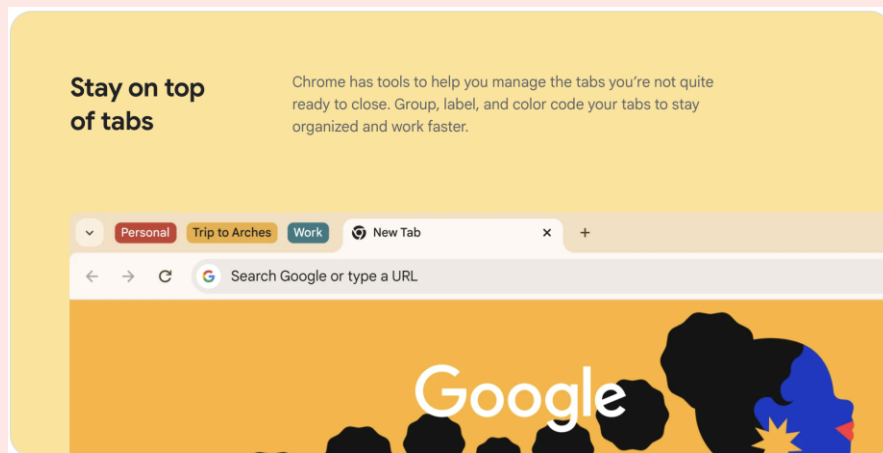 Stay on top
of tabs
Chrome has tools to help you manage the tabs you’re not quite
ready to close. Group, label, and color code your tabs to stay
organized and work faster.
Personal Trip to Arches Work New Tab
Search Google or type a URL
Google